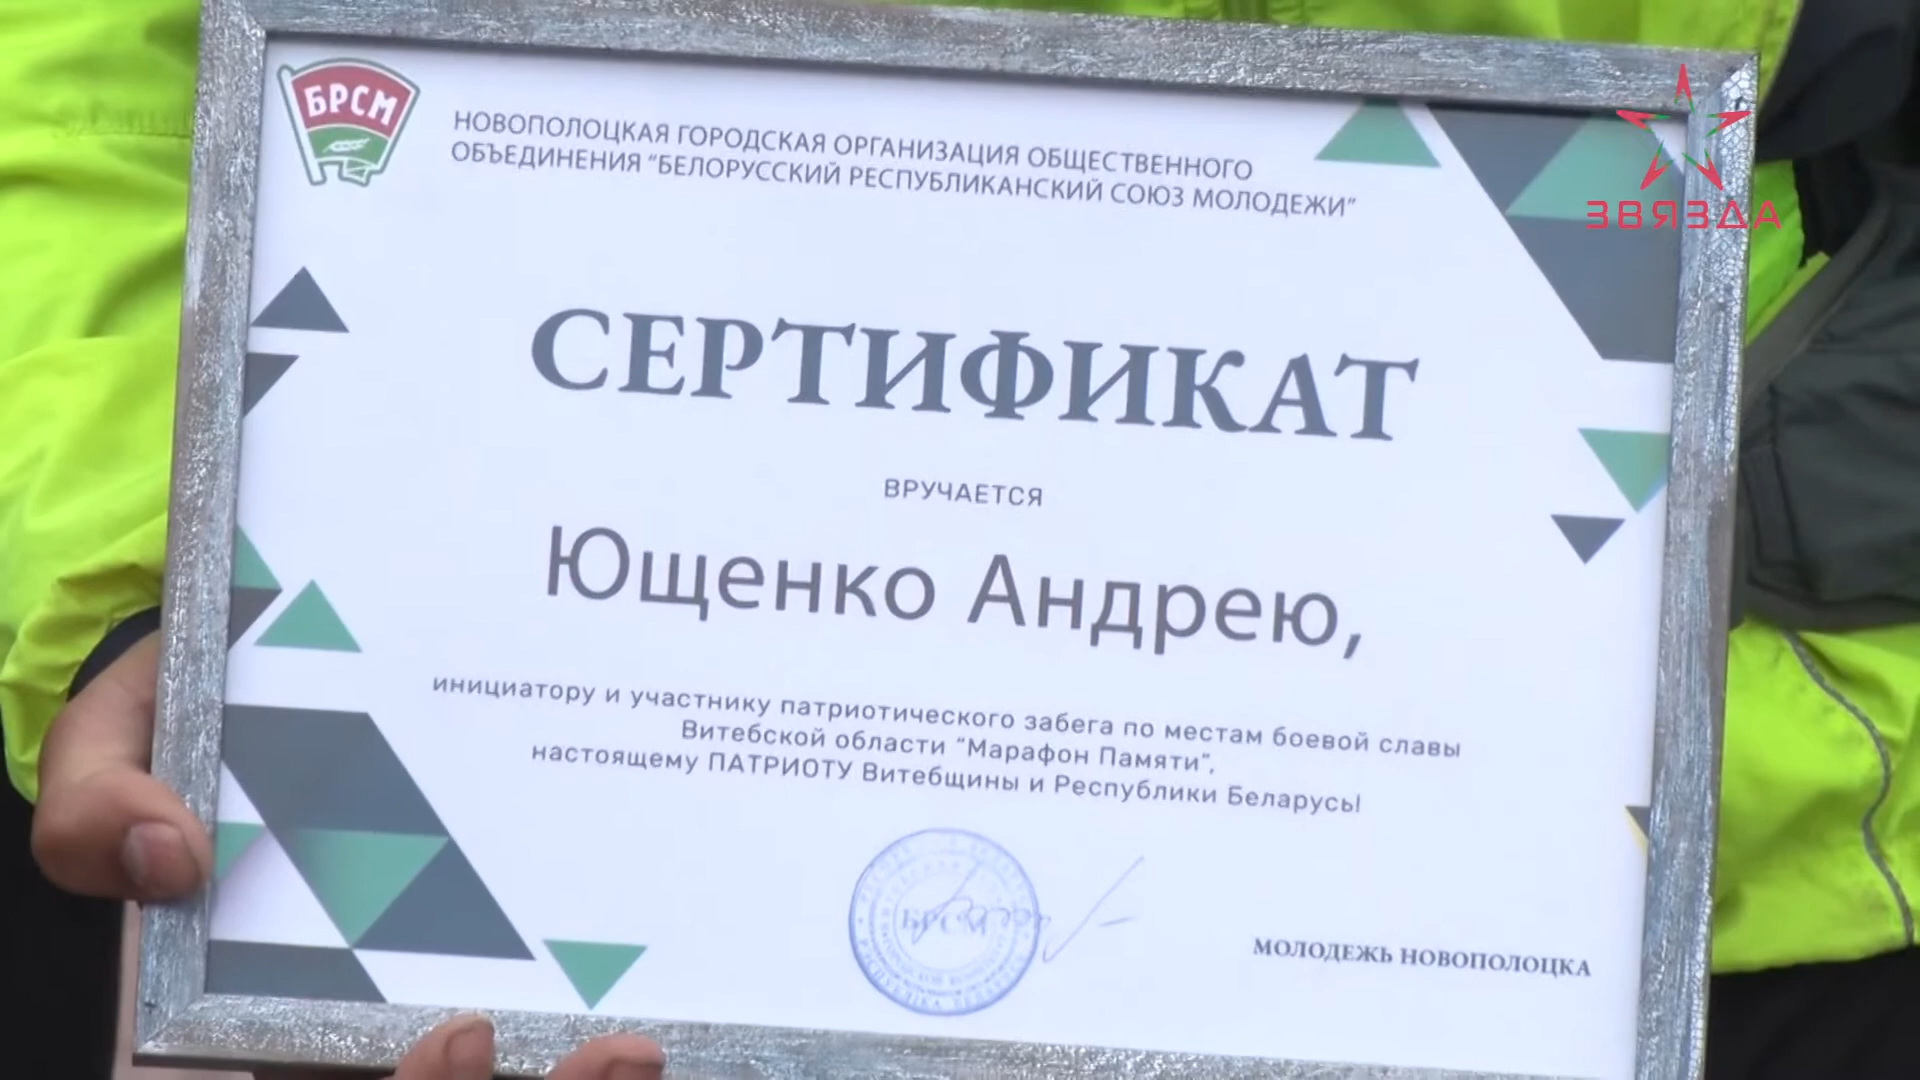 БРСМ
НОВОПОЛОЦКАЯ ГОРОДСКАЯ ОРГАНИЗАЦИЯ ОБЩЕСТВЕННОГО
ОБЪЕДИНЕНИЯ "БЕЛОРУССКИЙ РЕСПУБЛИКАНСКИЙ СОЮЗ МОЛОДЕЖИ"
ЗВЯЗДА
СЕРТИФИКАТ
ВРУЧАЕТСЯ
Ющенко Андрею,
инициатору и участнику патриотического забега по местам боевой славы
Витебской области "Марафон Памяти",
настоящему ПАТРИОТУ Витебщины и Республики Беларусь!
БРСМ
МОЛОДЕЖЬ НОВОПОЛОЦКА